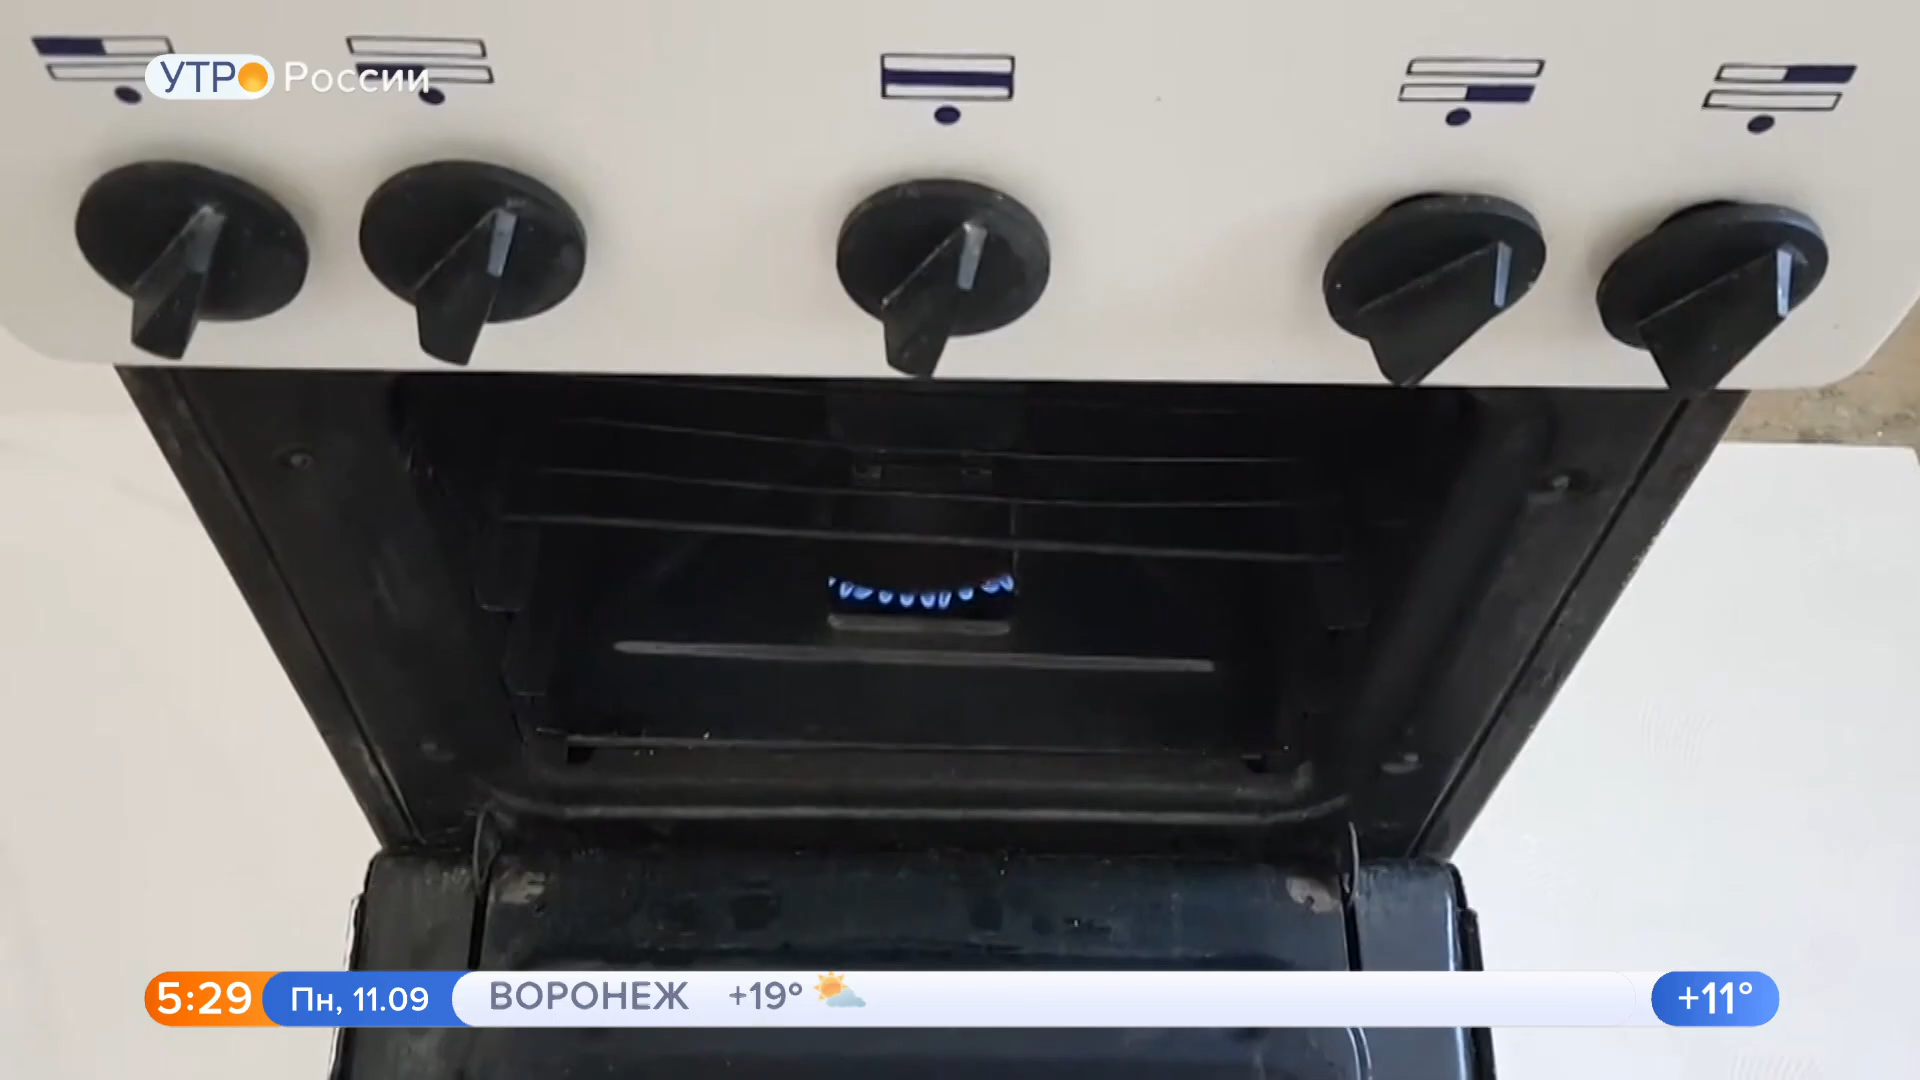 УТРО России
5:29 Пн, 11.09 ВОРОНЕЖ +19° +11°